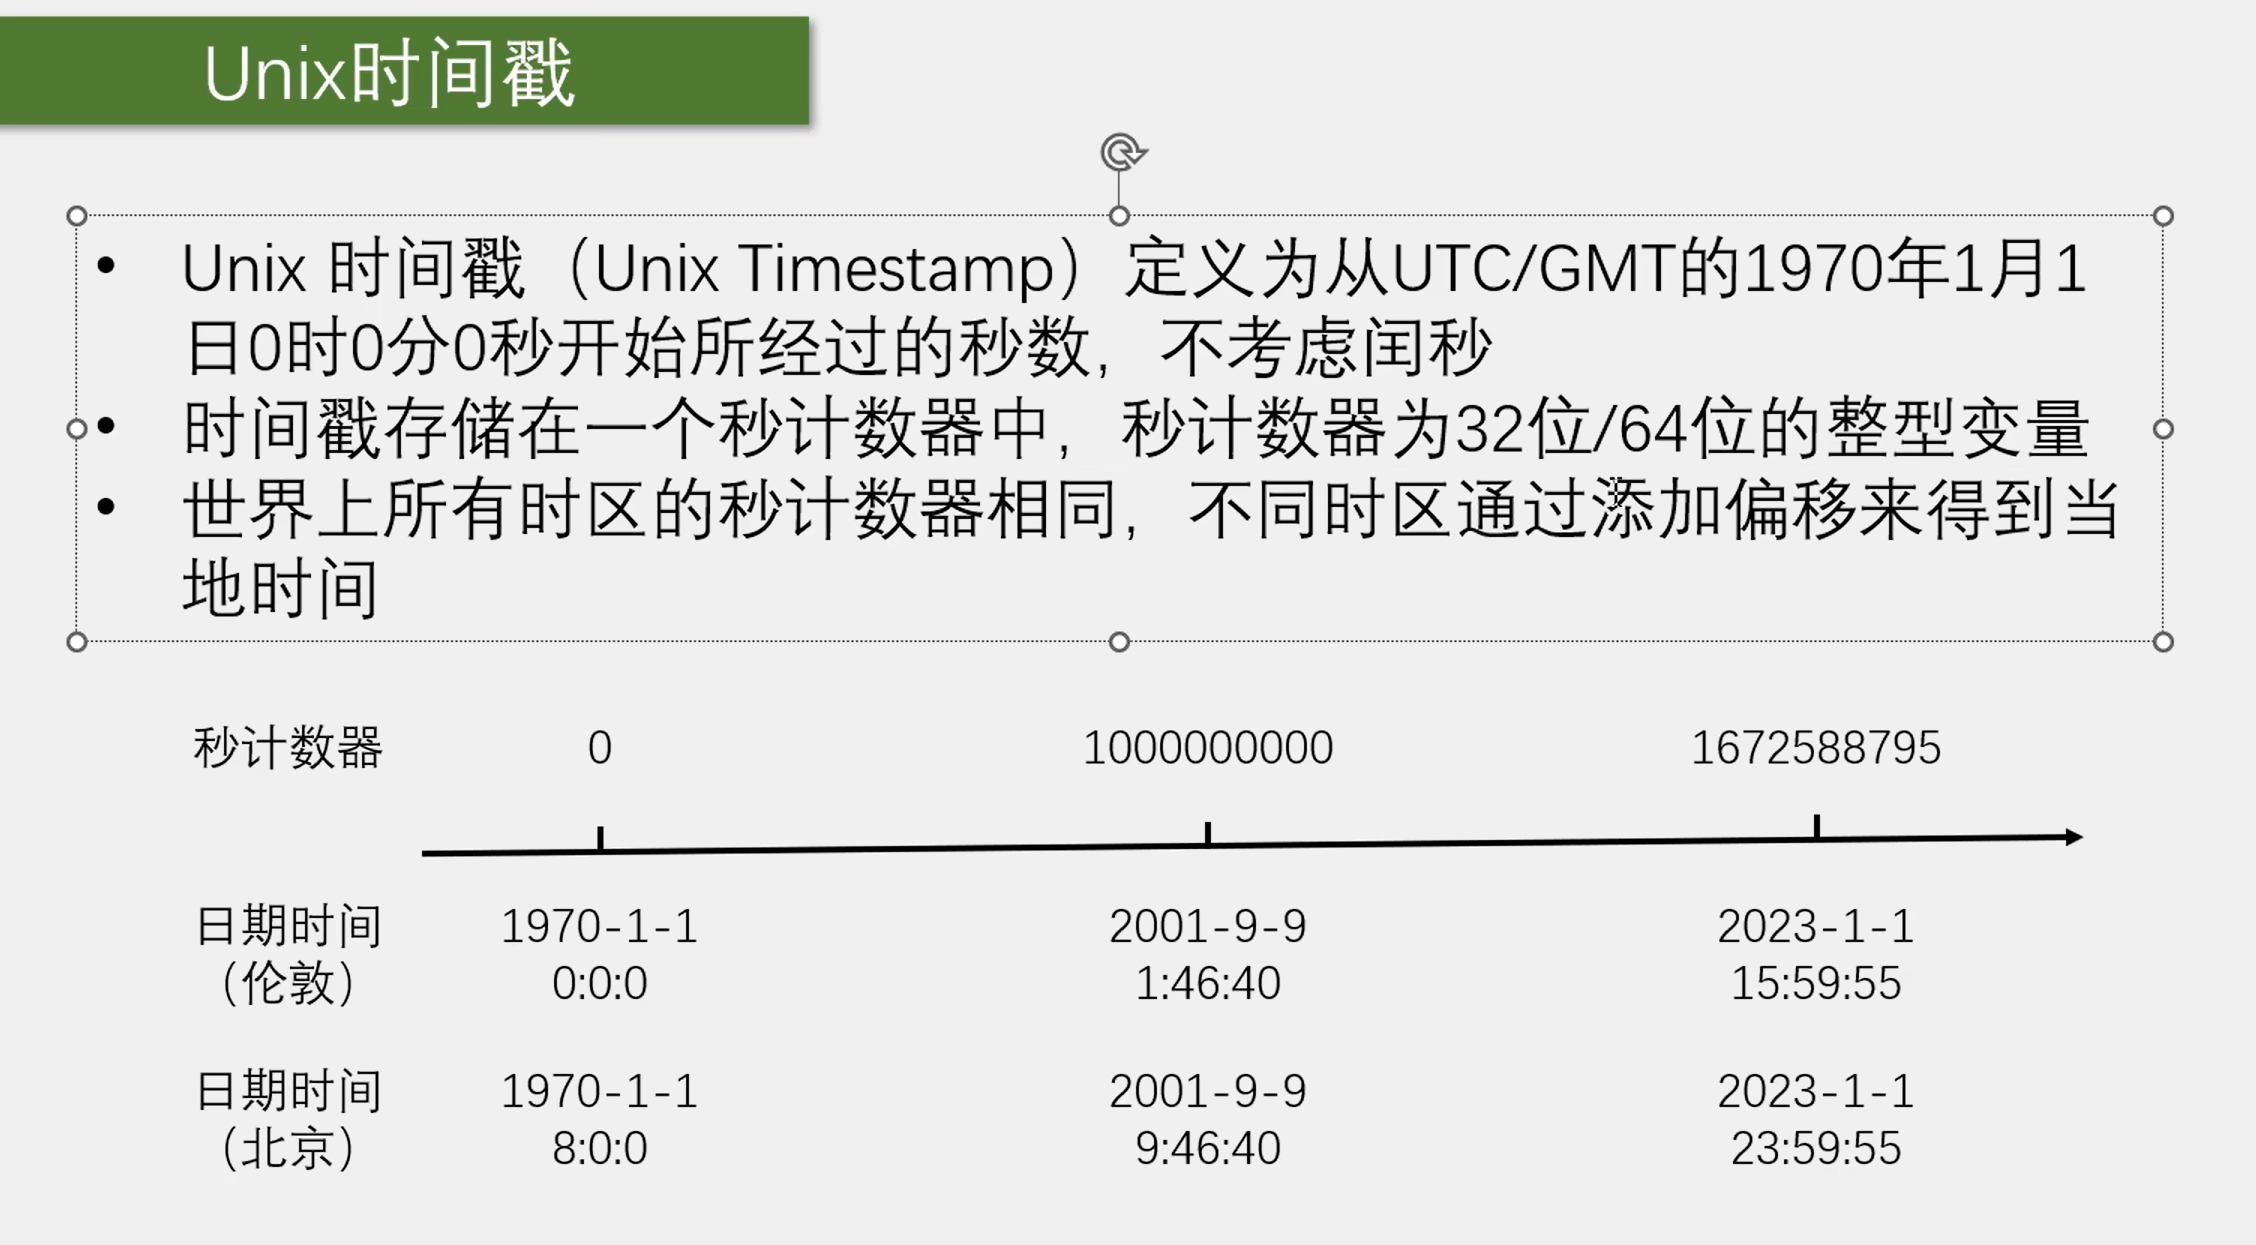 Unix时间戳
• Unix 时间戳（Unix Timestamp）定义为从UTC/GMT的1970年1月1
日0时0分0秒开始所经过的秒数，不考虑闰秒
• 时间戳存储在一个秒计数器中，秒计数器为32位/64位的整型变量
• 世界上所有时区的秒计数器相同，不同时区通过添加偏移来得到当
地时间
秒计数器 0 1000000000 1672588795
日期时间 1970-1-1 2001-9-9 2023-1-1
（伦敦） 0:0:0 1:46:40 15:59:55
日期时间 1970-1-1 2001-9-9 2023-1-1
（北京） 8:0:0 9:46:40 23:59:55